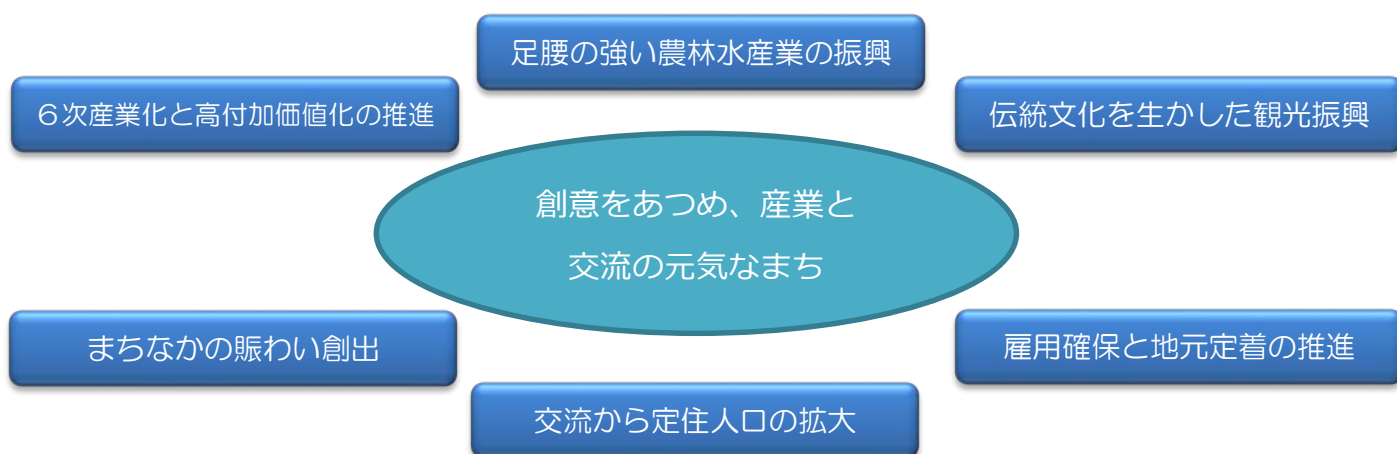 足腰の強い農林水産業の振興
６次産業化と高付加価値化の推進
伝統文化を生かした観光振興
創意をあつめ、産業と
交流の元気なまち
まちなかの賑わい創出
雇用確保と地元定着の推進
交流から定住人口の拡大